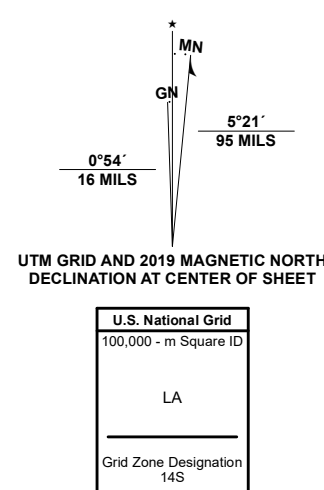 ★
MN
GN
5°21´
95 MILS
0°54´
16 MILS
UTM GRID AND 2019 MAGNETIC NORTH
DECLINATION AT CENTER OF SHEET
U.S. National Grid
100,000 - m Square ID
LA
Grid Zone Designation
14S